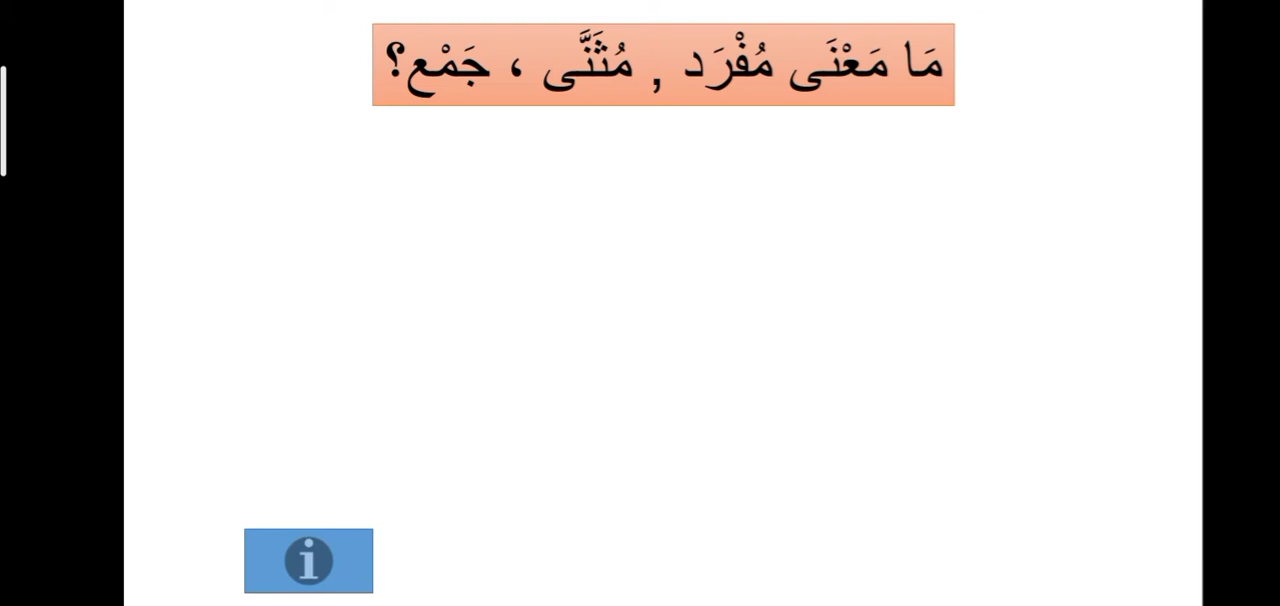 مَا مَعْنَى مُفْرَد , مُثَنَّى ، جَمْع؟